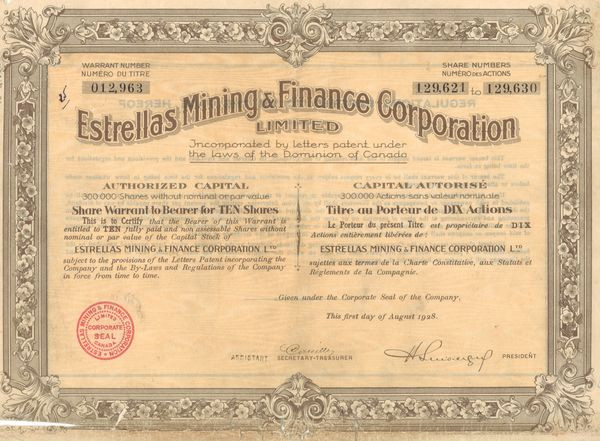 WARRANT NUMBER
NUMÉRO DU TITRE
012,963
SHARE NUMBERS
NUMÉRO DES ACTIONS
129,621 to 129,630
Estrellas Mining & Finance Corporation
LIMITED
Incorporated by letters patent under
the laws of the Dominion of Canada
AUTHORIZED CAPITAL
300,000 Shares without nominal or par value
Share Warrant to Bearer for TEN Shares
This is to Certify that the Bearer of this Warrant is
entitled to TEN fully paid and non assessable Shares without
nominal or par value of the Capital Stock of
ESTRELLAS MINING & FINANCE CORPORATION LTD
subject to the provisions of the Letters Patent incorporating the
Company and the By-Laws and Regulations of the Company
in force from time to time.
CAPITAL AUTORISÉ
300.000 Actions sans valeur nominale
Titre au Porteur de DIX Actions
Le Porteur du présent Titre est propriétaire de DIX
Actions entièrement libérées de :
ESTRELLAS MINING & FINANCE CORPORATION LTD
sujettes aux termes de la Charte Constitutive, aux Statuts et
Règlements de la Compagnie.
Given under the Corporate Seal of the Company,
This first day of August 1928.
ESTRELLAS MINING & FINANCE CORPORATION
LIMITED
CORPORATE
SEAL
CANADA
ASSISTANT
SECRETARY-TREASURER
PRESIDENT